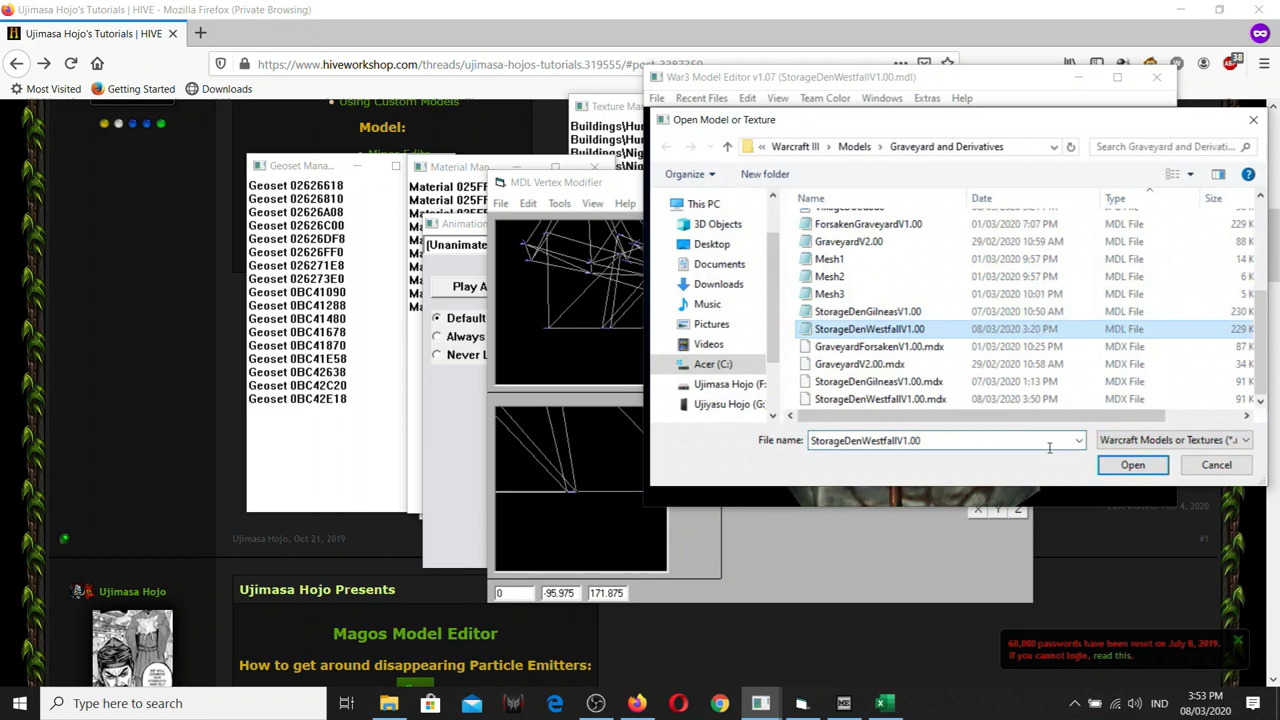 Ujimasa Hojo's Tutorials | HIVE - Mozilla Firefox (Private Browsing)
Ujimasa Hojo's Tutorials | HIVE
https://www.hiveworkshop.com/threads/ujimasa-hojos-tutorials.319555/#post-3387359
38
Most Visited
Getting Started
Downloads
War3 Model Editor v1.07 (StorageDenWestfallV1.00.mdl)
File
Recent Files
Edit
View
Team Color
Windows
Extras
Help
Using Custom Models
Model:
Texture Ma
Buildings\Hu
Buildings\Hu
Buildings\Nig
Geoset Mana...
Geoset 02626618
Geoset 02626810
Geoset 02626A08
Geoset 02626C00
Geoset 02626DF8
Geoset 02626FF0
Geoset 026271E8
Geoset 026273E0
Geoset 0BC41090
Geoset 0BC41288
Geoset 0BC41480
Geoset 0BC41678
Geoset 0BC41870
Geoset 0BC41E58
Geoset 0BC42638
Geoset 0BC42C20
Geoset 0BC42E18
Material Man...
Material 025FF
Animation
(Unanimate
Play A
Default
Always
Never L
MDL Vertex Modifier
File
Edit
Tools
View
Help
0
-95.975
171.875
X
Y
Z
Open Model or Texture
Warcraft III
Models
Graveyard and Derivatives
Search Graveyard and Derivati...
Organize
New folder
This PC
3D Objects
Desktop
Documents
Downloads
Music
Pictures
Videos
Acer (C:)
Ujimasa Hojo (F:
Ujiyasu Hojo (G:
Name
Date
Type
Size
ForsakenGraveyardV1.00 01/03/2020 7:07 PM MDL File 229 K
GraveyardV2.00 29/02/2020 10:59 AM MDL File 88 K
Mesh1 01/03/2020 9:57 PM MDL File 14 K
Mesh2 01/03/2020 9:57 PM MDL File 6 K
Mesh3 01/03/2020 10:01 PM MDL File 5 K
StorageDenGilneasV1.00 07/03/2020 10:50 AM MDL File 230 K
StorageDenWestfallV1.00 08/03/2020 3:20 PM MDL File 229 K
GraveyardForsakenV1.00.mdx 01/03/2020 10:25 PM MDX File 87 K
GraveyardV2.00.mdx 29/02/2020 10:58 AM MDX File 34 K
StorageDenGilneasV1.00.mdx 07/03/2020 1:13 PM MDX File 91 K
StorageDenWestfallV1.00.mdx 08/03/2020 3:50 PM MDX File 91 K
File name:
StorageDenWestfallV1.00
Warcraft Models or Textures (*.
Open
Cancel
Ujimasa Hojo, Oct 21, 2019
#1
Ujimasa Hojo
Ujimasa Hojo Presents
Magos Model Editor
How to get around disappearing Particle Emitters:
60,000 passwords have been reset on July 8, 2019.
If you cannot login, read this.
Type here to search
IND
3:53 PM
08/03/2020